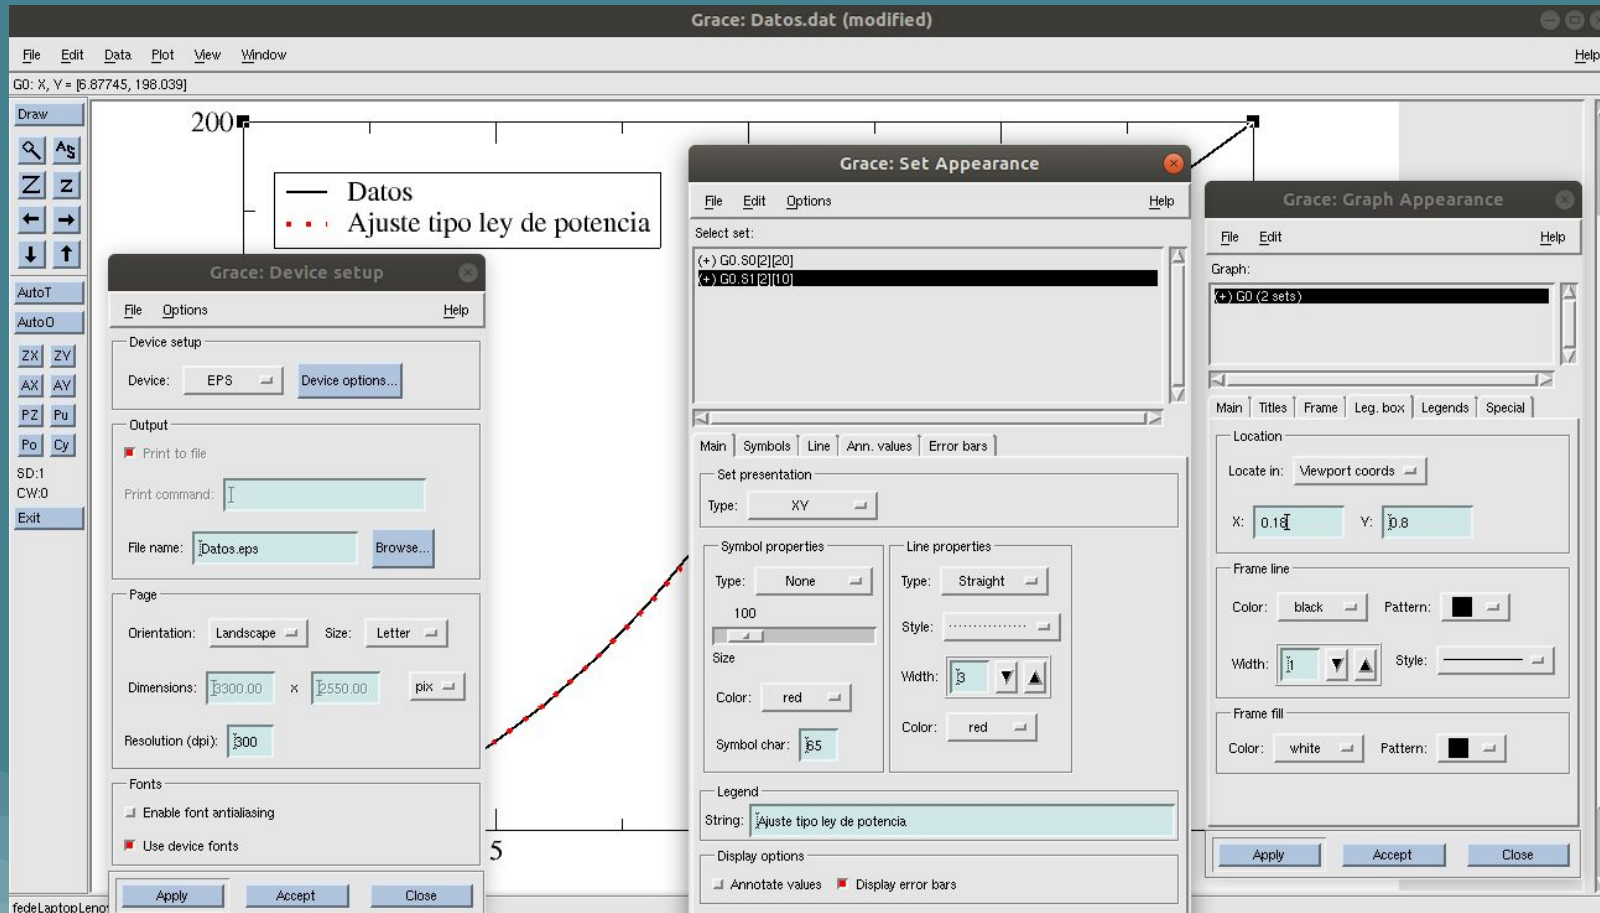 Grace: Datos.dat (modified)
File Edit Data Plot View Window Help
G0: X, Y = [6.87745, 198.039]
Draw
AS
Z z
AutoT
AutoO
ZX ZY
AX AY
PZ Pu
Po Cy
SD:1
CW:0
Exit
200
Datos
Ajuste tipo ley de potencia
5
Grace: Device setup
File Options Help
Device setup
Device: EPS Device options...
Output
Print to file
Print command:
File name: Datos.eps Browse...
Page
Orientation: Landscape Size: Letter
Dimensions: 3300.00 x 2550.00 pix
Resolution (dpi): 300
Fonts
Enable font antialiasing
Use device fonts
Apply Accept Close
Grace: Set Appearance
File Edit Options Help
Select set:
(+) G0.S0[2][20]
(+) G0.S1[2][10]
Main Symbols Line Ann. values Error bars
Set presentation
Type: XY
Symbol properties
Type: None
100
Size
Color: red
Symbol char: 65
Line properties
Type: Straight
Style:
Width: 3
Color: red
Legend
String: Ajuste tipo ley de potencia
Display options
Annotate values Display error bars
Grace: Graph Appearance
File Edit Help
Graph:
(+) G0 (2 sets)
Main Titles Frame Leg. box Legends Special
Location
Locate in: Viewport coords
X: 0.18 Y: 0.8
Frame line
Color: black Pattern:
Width: 1 Style:
Frame fill
Color: white Pattern:
Apply Accept Close